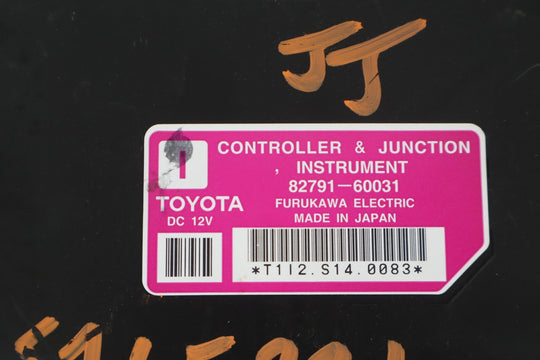 JJ
I
CONTROLLER & JUNCTION
, INSTRUMENT
82791-60031
TOYOTA
FURUKAWA ELECTRIC
DC 12V
MADE IN JAPAN
*T1I2.S14.0083*